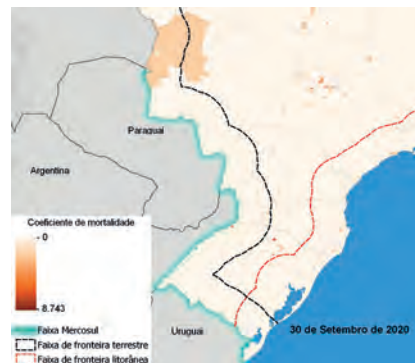 Paraguai
Argentina
Coeficiente de mortalidade
- 0
- 8.743
Faixa Mercosul
Faixa de fronteira terrestre
Faixa de fronteira litorânea
Uruguai
30 de Setembro de 2020